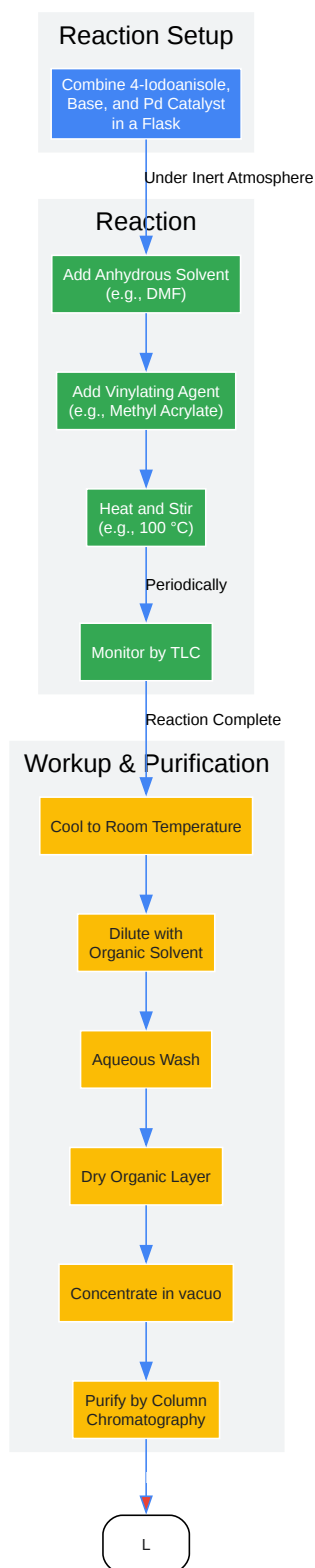 Reaction Setup
Combine 4-Iodoanisole,
Base, and Pd Catalyst
in a Flask
Under Inert Atmosphere
Reaction
Add Anhydrous Solvent
(e.g., DMF)
Add Vinylating Agent
(e.g., Methyl Acrylate)
Heat and Stir
(e.g., 100 °C)
Periodically
Monitor by TLC
Reaction Complete
Workup & Purification
Cool to Room Temperature
Dilute with
Organic Solvent
Aqueous Wash
Dry Organic Layer
Concentrate in vacuo
Purify by Column
Chromatography
L